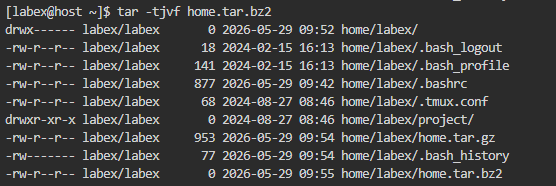 [labex@host ~]$ tar -tjvf home.tar.bz2
drwx------ labex/labex       0 2026-05-29 09:52 home/labex/
-rw-r--r-- labex/labex      18 2024-02-15 16:13 home/labex/.bash_logout
-rw-r--r-- labex/labex     141 2024-02-15 16:13 home/labex/.bash_profile
-rw-r--r-- labex/labex     877 2026-05-29 09:42 home/labex/.bashrc
-rw-r--r-- labex/labex      68 2024-08-27 08:46 home/labex/.tmux.conf
drwxr-xr-x labex/labex       0 2024-08-27 08:46 home/labex/project/
-rw-r--r-- labex/labex     953 2026-05-29 09:54 home/labex/home.tar.gz
-rw------- labex/labex      77 2026-05-29 09:54 home/labex/.bash_history
-rw-r--r-- labex/labex       0 2026-05-29 09:55 home/labex/home.tar.bz2